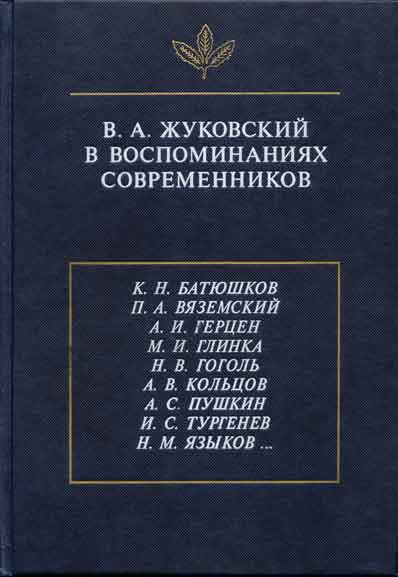 В. А. ЖУКОВСКИЙ
В ВОСПОМИНАНИЯХ
СОВРЕМЕННИКОВ
К. Н. БАТЮШКОВ
П. А. ВЯЗЕМСКИЙ
А. И. ГЕРЦЕН
М. И. ГЛИНКА
Н. В. ГОГОЛЬ
А. В. КОЛЬЦОВ
А. С. ПУШКИН
И. С. ТУРГЕНЕВ
Н. М. ЯЗЫКОВ ...